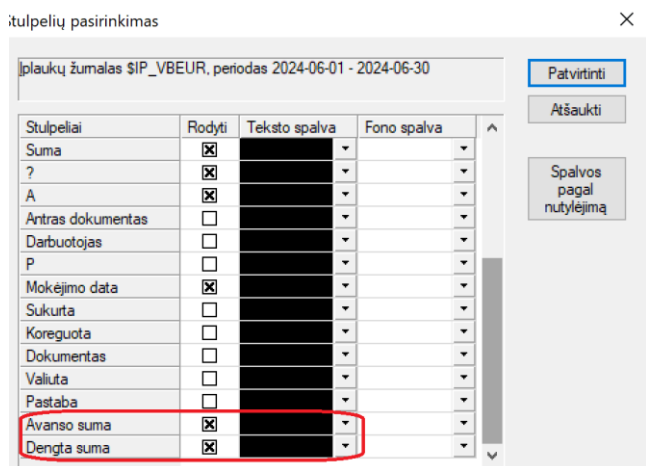 Stulpelių pasirinkimas
Įplaukų žurnalas $IP_VBEUR, periodas 2024-06-01 - 2024-06-30
Patvirtinti
Atšaukti
Spalvos
pagal
nutylėjimą
Stulpeliai Rodyti Teksto spalva Fono spalva
Suma
?
A
Antras dokumentas
Darbuotojas
P
Mokėjimo data
Sukurta
Koreguota
Dokumentas
Valiuta
Pastaba
Avanso suma
Dengta suma